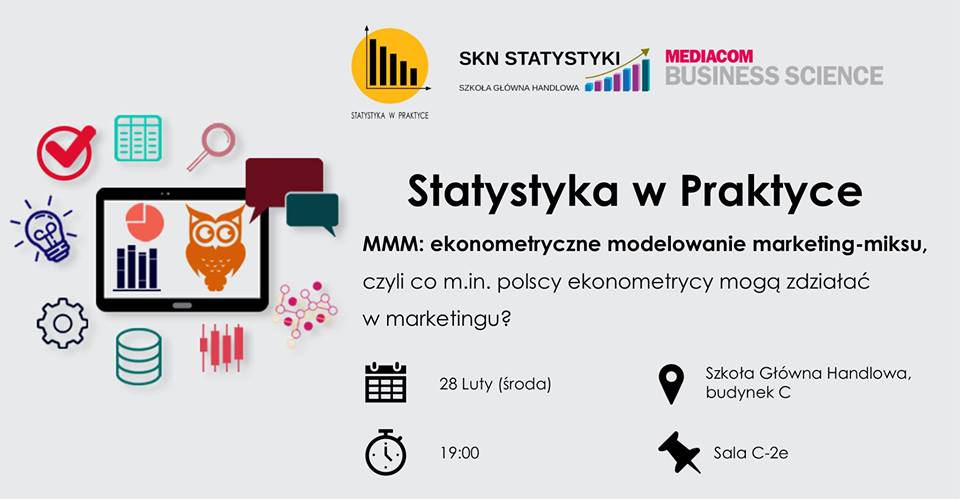 STATYSTYKA W PRAKTYCE
SKN STATYSTYKI
SZKOŁA GŁÓWNA HANDLOWA
MEDIACOM
BUSINESS SCIENCE
Statystyka w Praktyce
MMM: ekonometryczne modelowanie marketing-miksu,
czyli co m.in. polscy ekonometrycy mogą zdziałać
w marketingu?
28 Luty (środa)
Szkoła Główna Handlowa,
budynek C
19:00
Sala C-2e